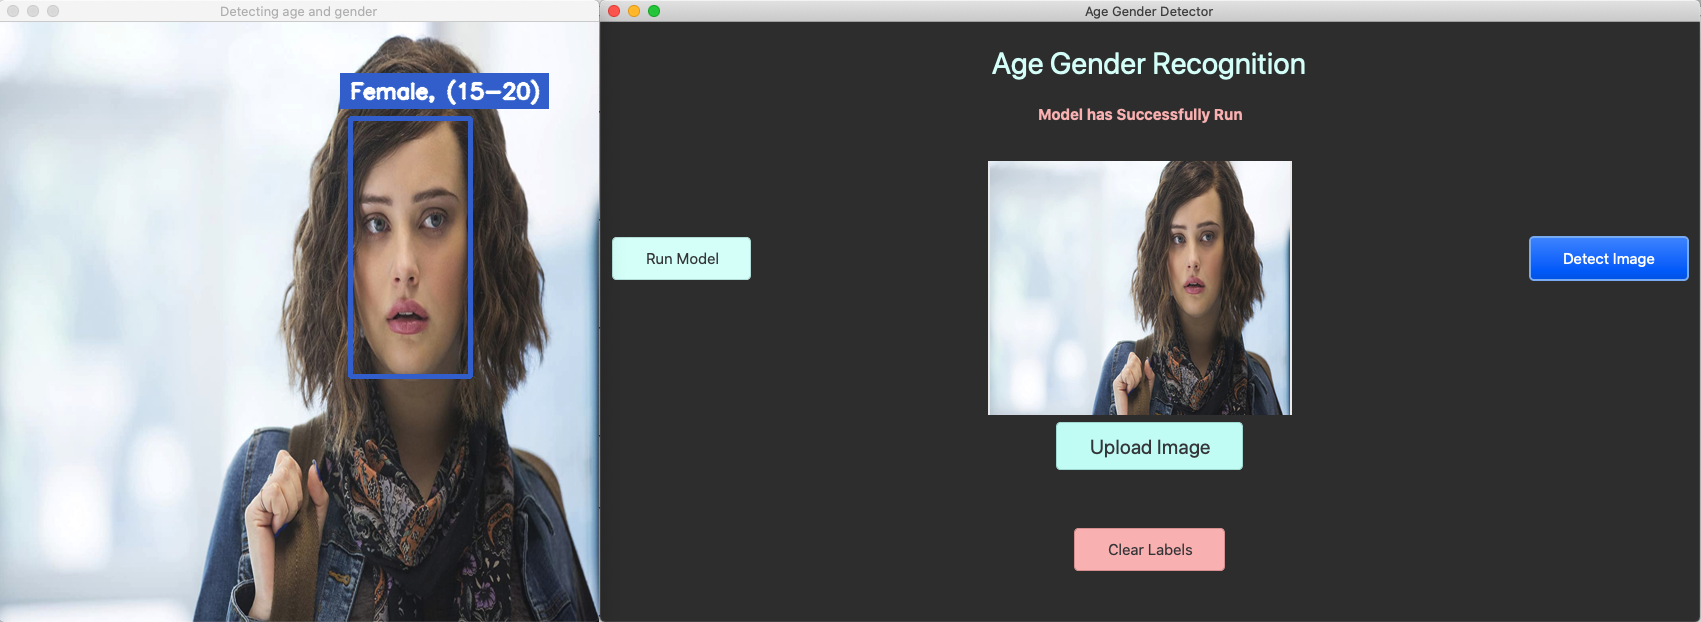 Detecting age and gender
Female, (15-20)
Age Gender Detector
Age Gender Recognition
Model has Successfully Run
Run Model
Detect Image
Upload Image
Clear Labels